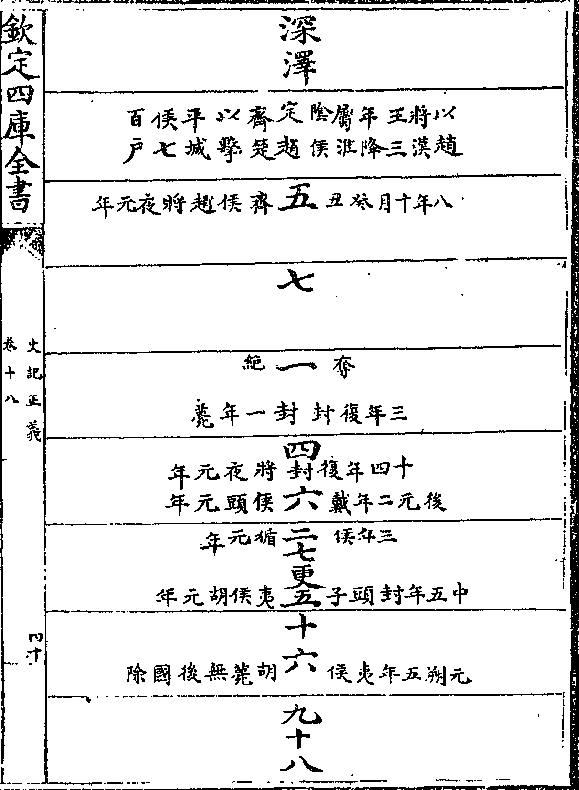 深澤
以趙將漢王三年降屬淮陰侯定趙齊楚以擊平城侯七百戶
五
八年十月癸丑齊侯趙將夜元年
七
奪
一
絶
三年復封封一年薨
四
十四年復封將夜元年
六
後元二年戴侯頭元年
二
三年侯循元年
七
更五
中五年封頭子夷侯胡元年
十六
元朔五年夷侯胡薨無後國除
九十八
欽定四庫全書
史記正義
卷十八